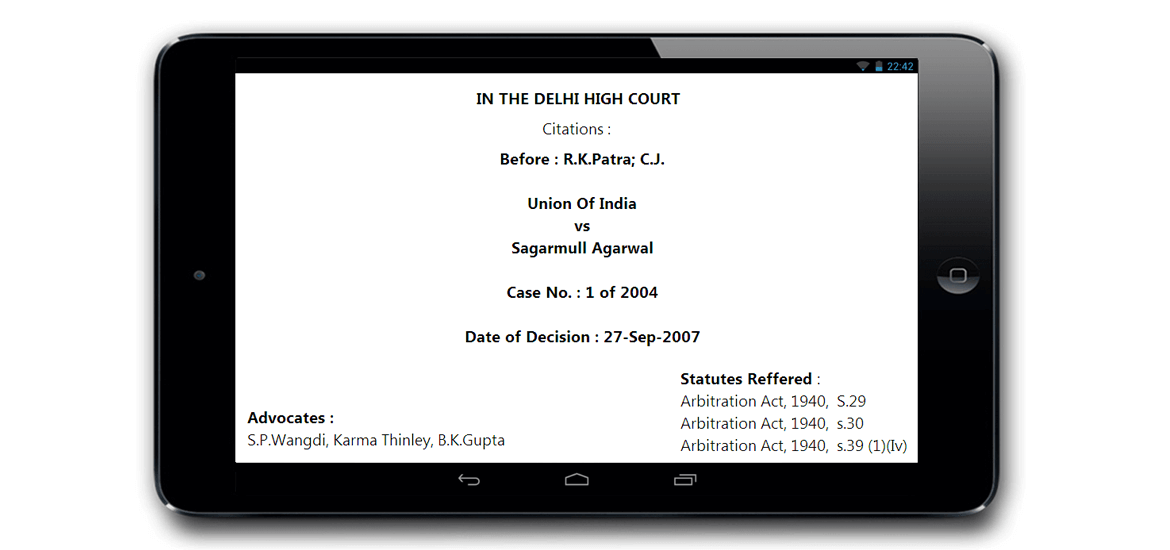 22:42
IN THE DELHI HIGH COURT
Citations :
Before : R.K.Patra; C.J.
Union Of India
vs
Sagarmull Agarwal
Case No. : 1 of 2004
Date of Decision : 27-Sep-2007
Advocates :
S.P.Wangdi, Karma Thinley, B.K.Gupta
Statutes Reffered :
Arbitration Act, 1940,  S.29
Arbitration Act, 1940,  s.30
Arbitration Act, 1940,  s.39 (1)(Iv)